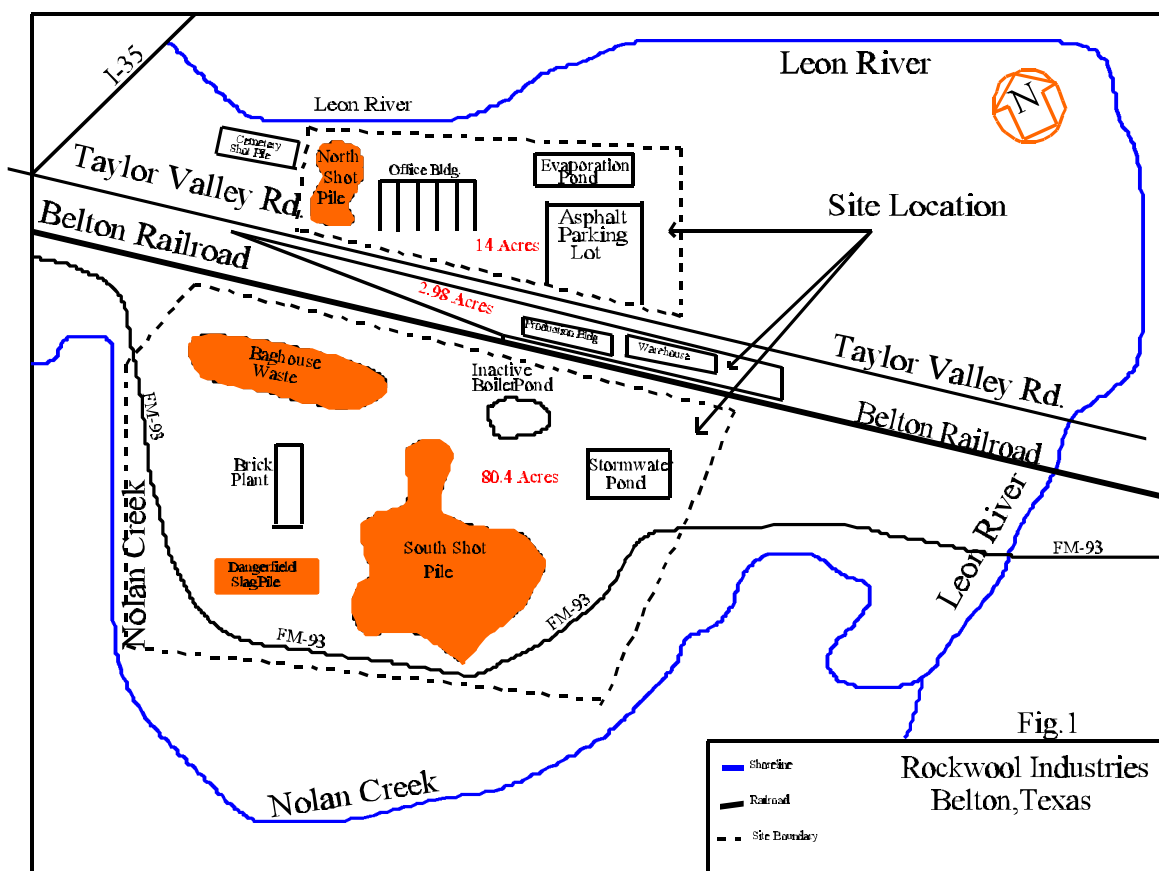 I-35
Leon River
Leon River
N
Cemetery
Shot Pile
North
Shot
Pile
Office Bldg.
Evaporation
Pond
Taylor Valley Rd.
Asphalt
Parking
Lot
Site Location
Belton Railroad
14 Acres
2.98 Acres
Production Bldg
Warehouse
Taylor Valley Rd.
Baghouse
Waste
Inactive
BoilerPond
FM-93
Belton Railroad
Brick
Plant
80.4 Acres
Stormwater
Pond
Nolan Creek
South Shot
Pile
Leon River
FM-93
Dangerfield
SlagPile
FM-93
FM-93
Nolan Creek
Fig.1
Shoreline
Railroad
Site Boundary
Rockwool Industries
Belton,Texas